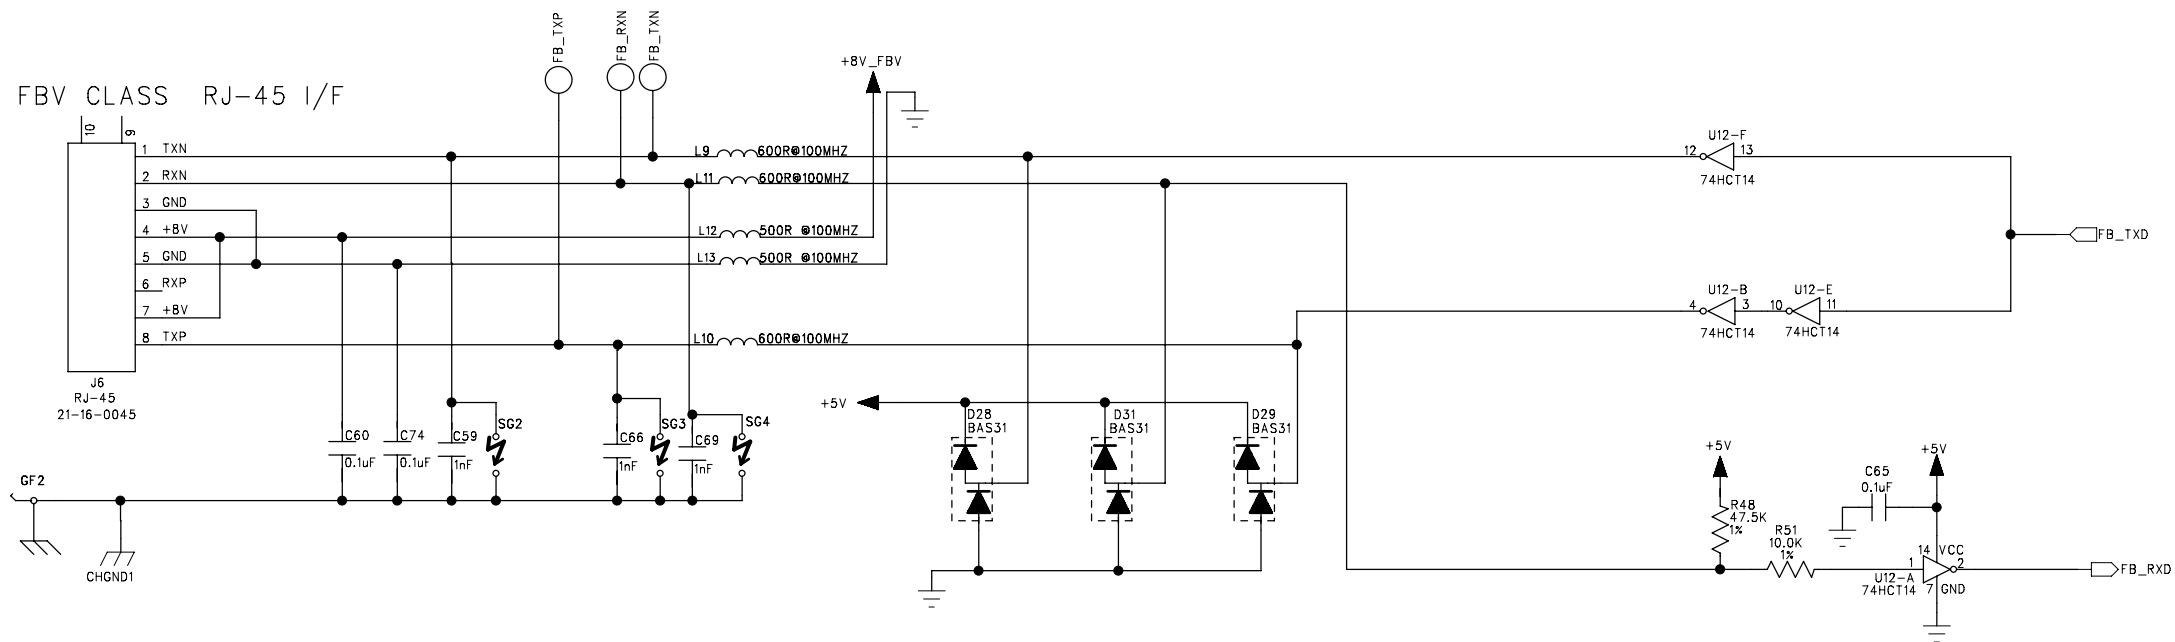 FB_TXP
FB_RXN
FB_TXN
+8V_FBV
FBV CLASS RJ-45 I/F
10
9
1 TXN
2 RXN
3 GND
4 +8V
5 GND
6 RXP
7 +8V
8 TXP
J6
RJ-45
21-16-0045
L9 600R@100MHZ
L11 600R@100MHZ
L12 500R @100MHZ
L13 500R @100MHZ
L10 600R@100MHZ
U12-F
12 13
74HCT14
FB_TXD
U12-B
4 3
74HCT14
U12-E
10 11
74HCT14
+5V
D28
BAS31
D31
BAS31
D29
BAS31
C60
0.1uF
C74
0.1uF
C59
1nF
SG2
C66
1nF
SG3
C69
1nF
SG4
GF2
CHGND1
+5V
R48
47.5K
1%
R51
10.0K
1%
C65
0.1uF
+5V
14 VCC
1 2
U12-A
74HCT14
7 GND
FB_RXD